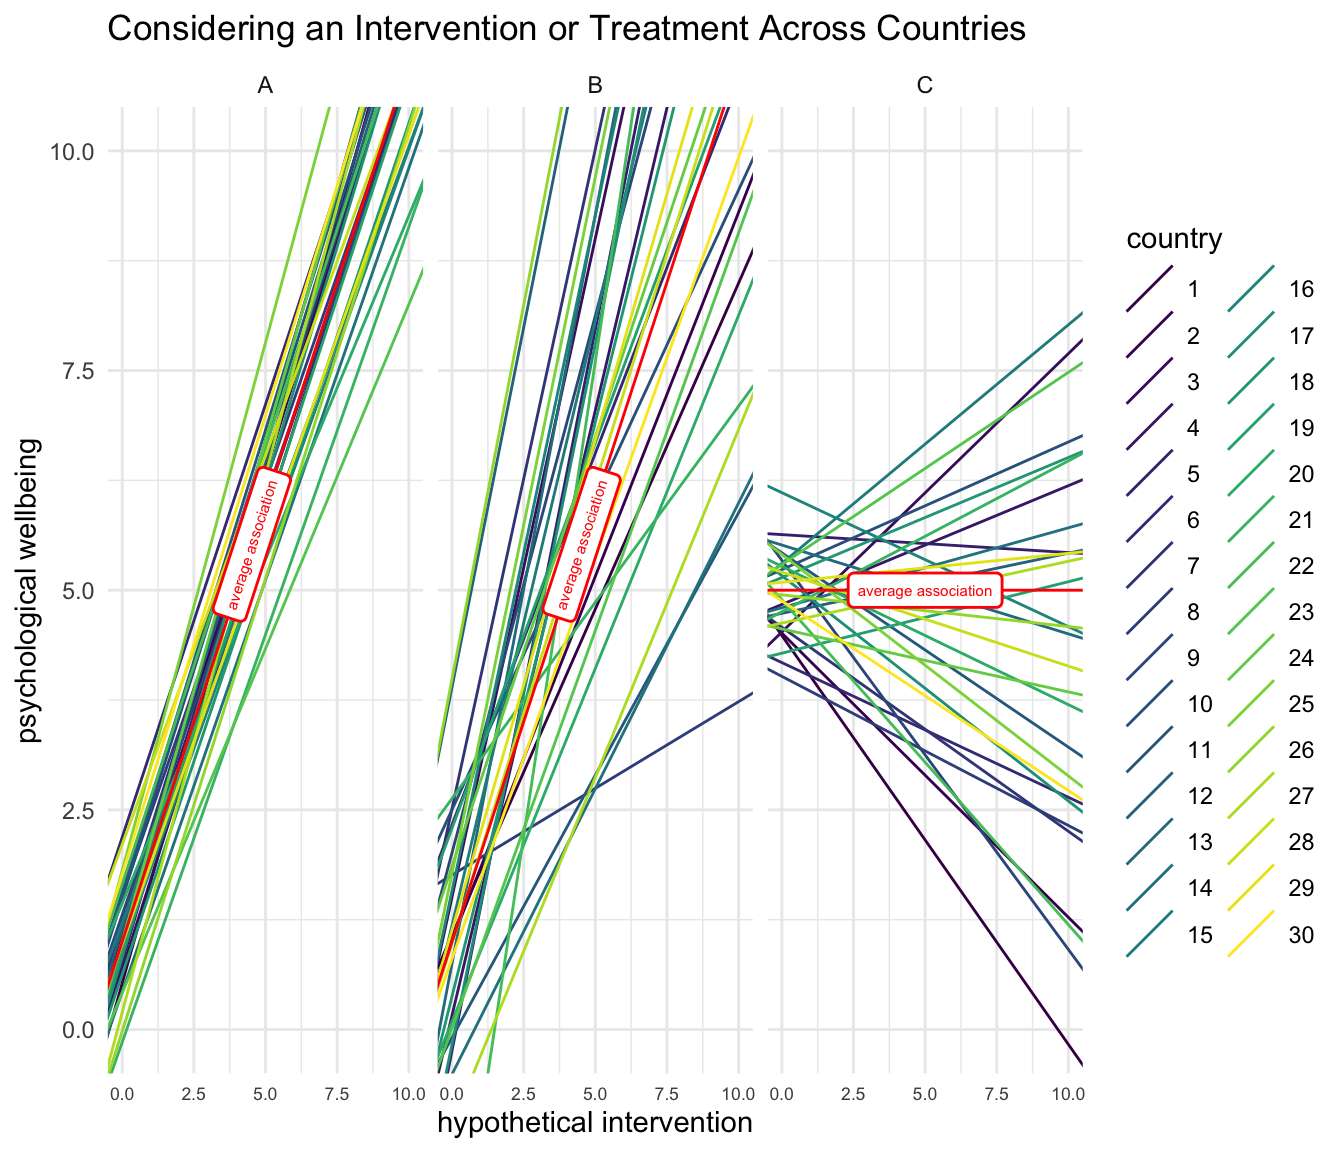 Considering an Intervention or Treatment Across Countries
A
B
C
psychological wellbeing
10.0
7.5
5.0
2.5
0.0
average association
average association
average association
0.0 2.5 5.0 7.5 10.0
0.0 2.5 5.0 7.5 10.0
0.0 2.5 5.0 7.5 10.0
hypothetical intervention
country
1
2
3
4
5
6
7
8
9
10
11
12
13
14
15
16
17
18
19
20
21
22
23
24
25
26
27
28
29
30